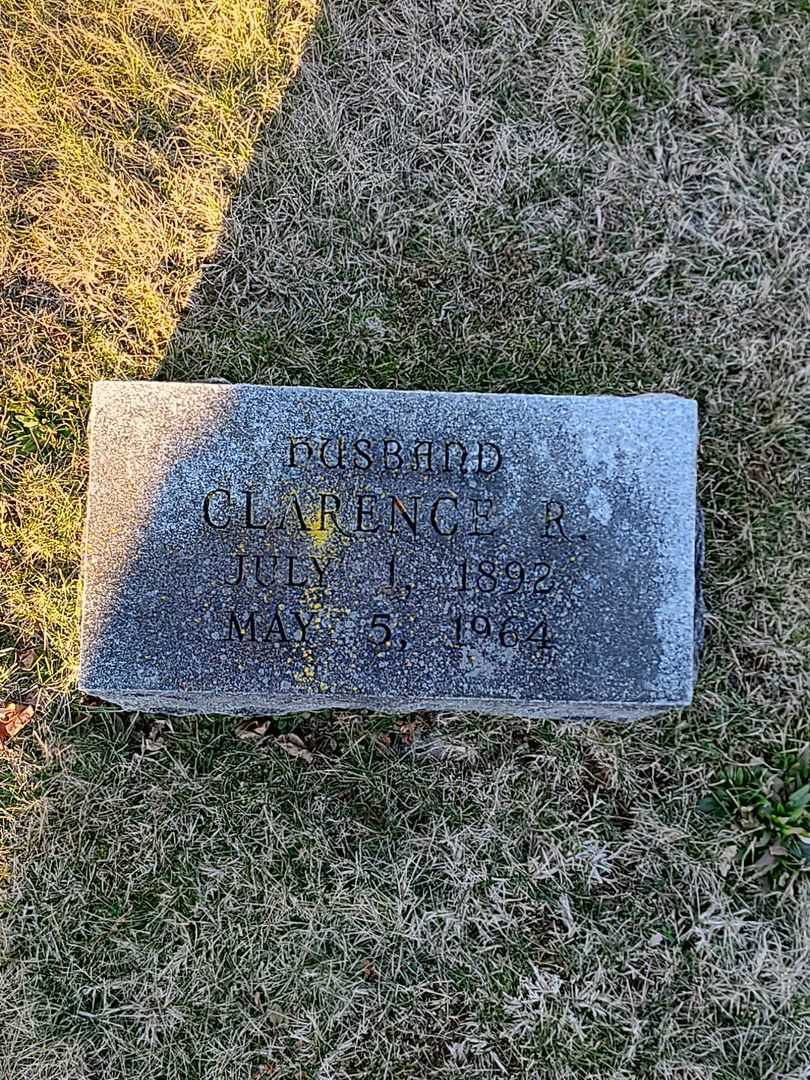 HUSBAND
CLARENCE R.
JULY 1, 1892
MAY 5, 1964